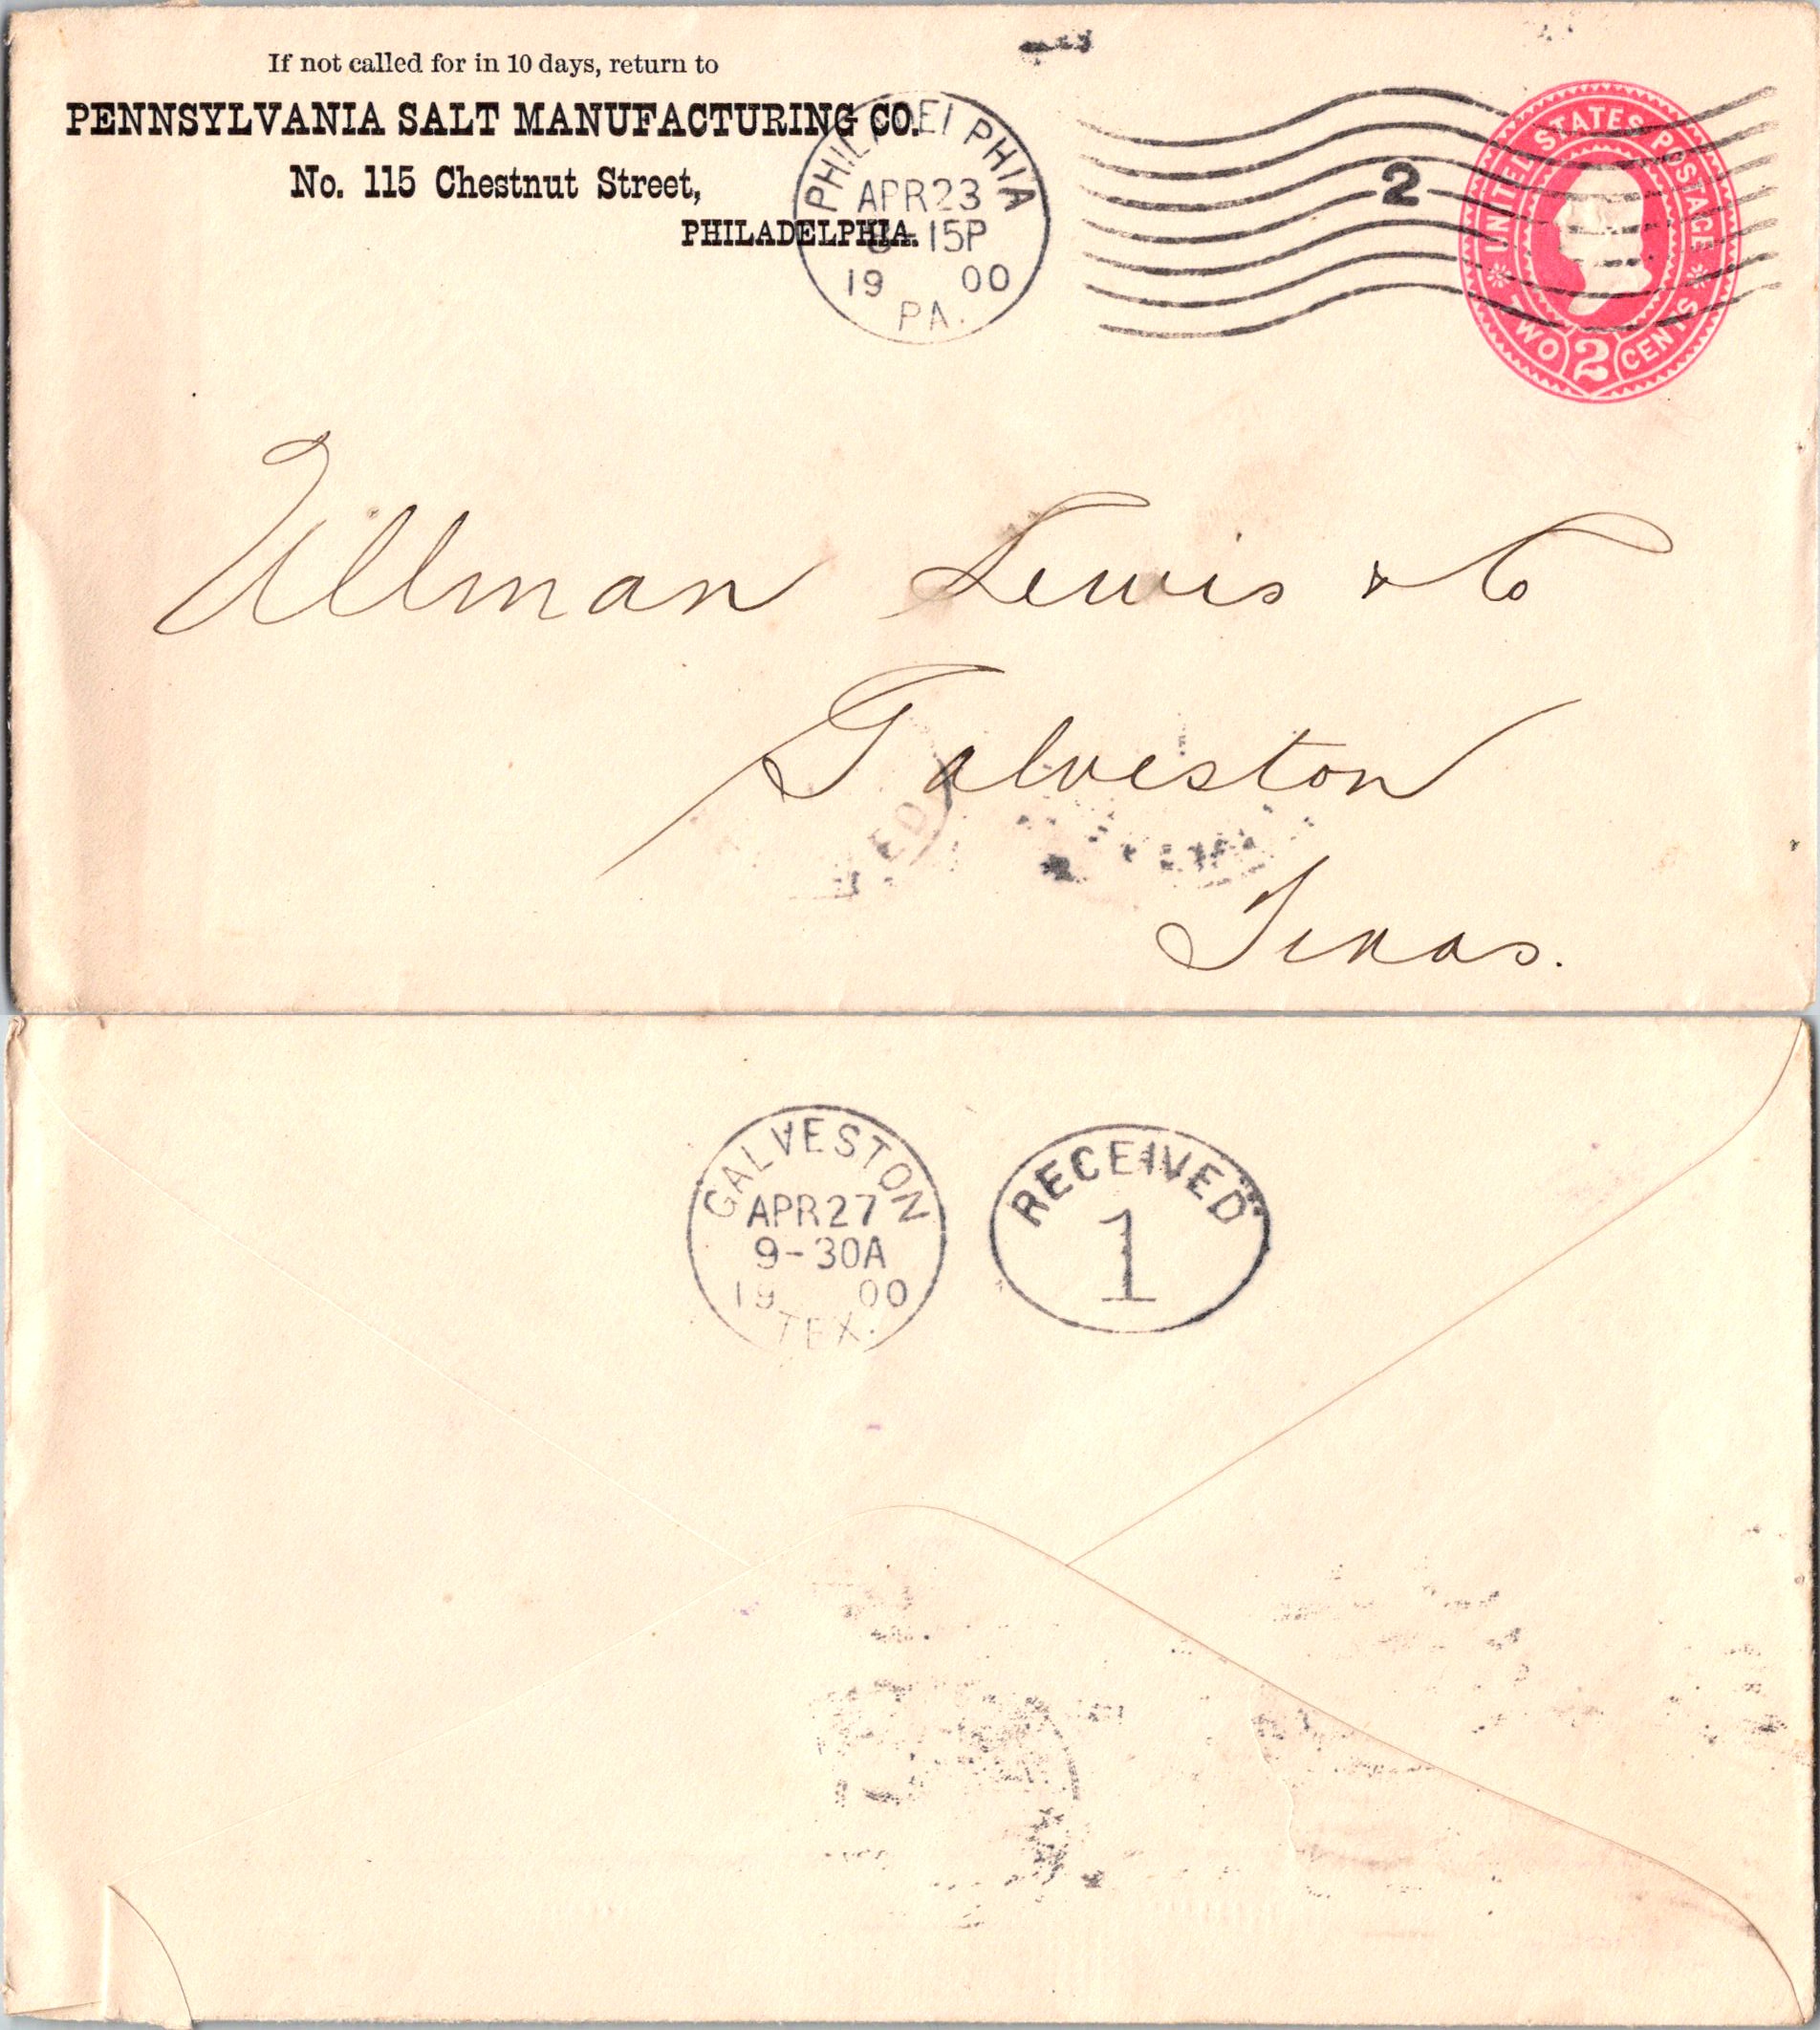 If not called for in 10 days, return to
PENNSYLVANIA SALT MANUFACTURING CO.
No. 115 Chestnut Street,
PHILADELPHIA.
PHILADELPHIA
APR 23
15P
19 00
PA.
2
UNITED STATES POSTAGE
TWO 2 CENTS
Ullman Lewis & Co
Galveston
Texas.
GALVESTON
APR 27
9-30A
19 00
TEX.
RECEIVED
1